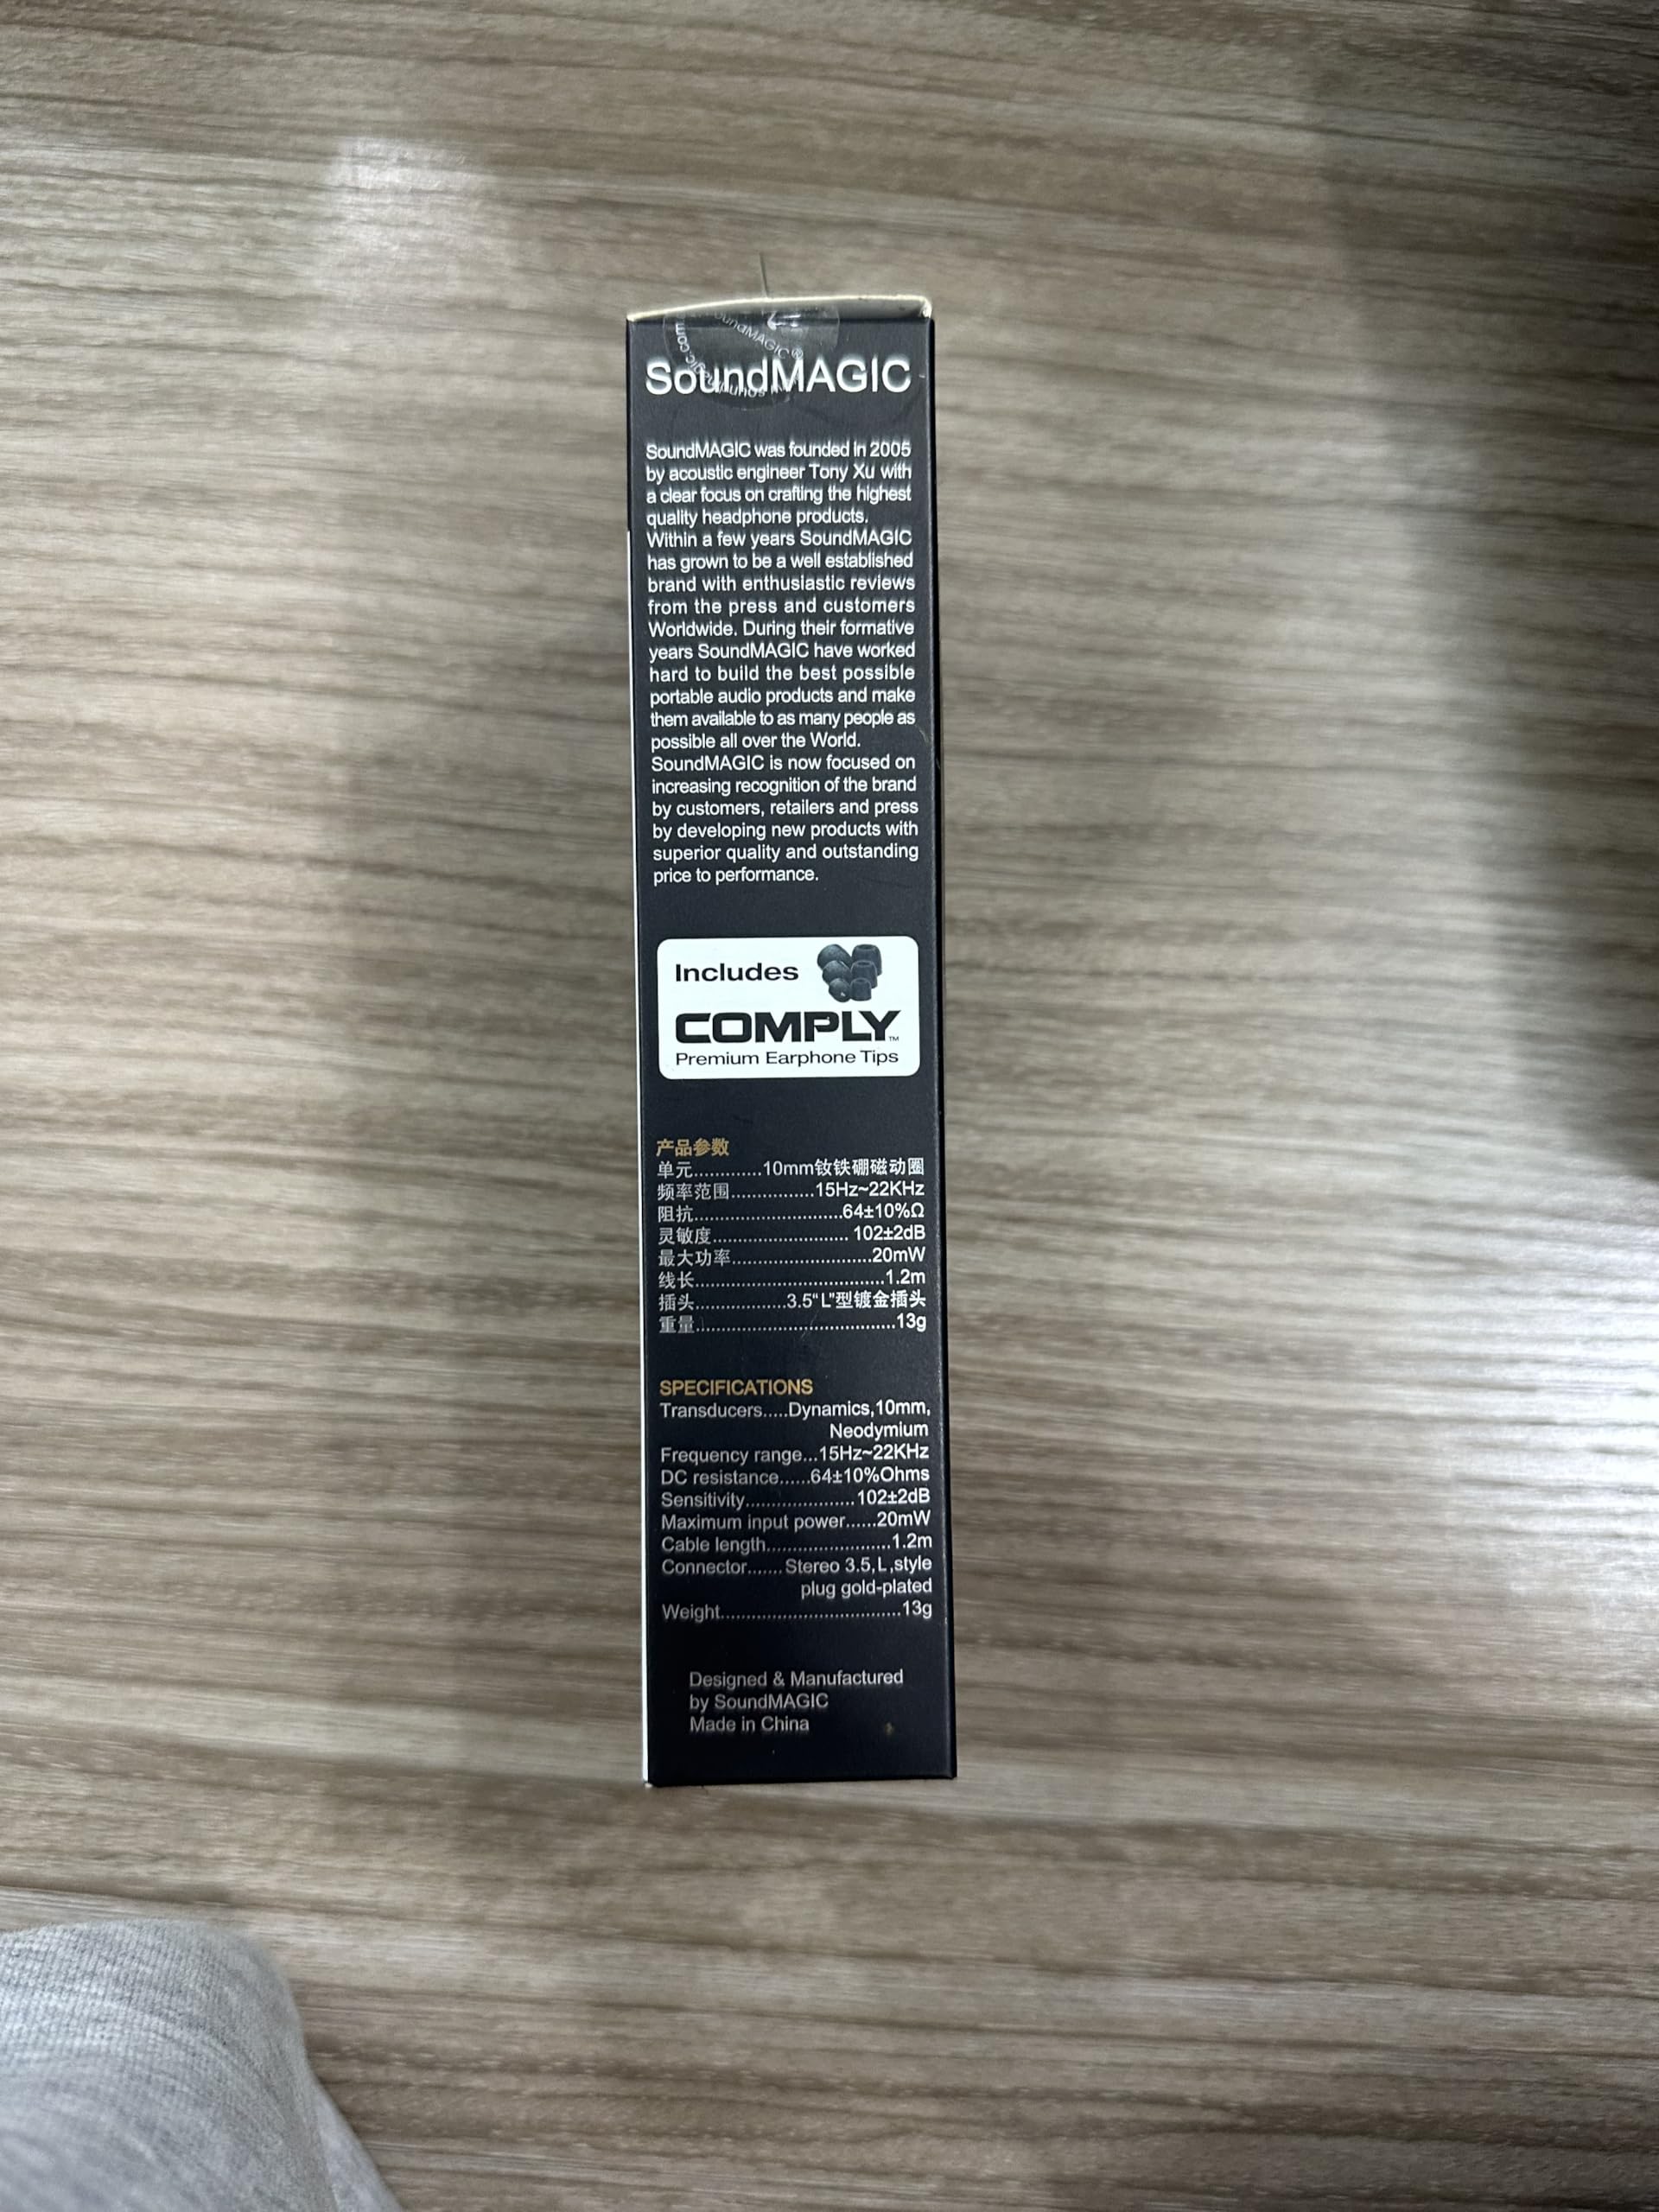 SoundMAGIC®
SoundMAGIC
SoundMAGIC was founded in 2005
by acoustic engineer Tony Xu with
a clear focus on crafting the highest
quality headphone products.
Within a few years SoundMAGIC
has grown to be a well established
brand with enthusiastic reviews
from the press and customers
Worldwide. During their formative
years SoundMAGIC have worked
hard to build the best possible
portable audio products and make
them available to as many people as
possible all over the World.
SoundMAGIC is now focused on
increasing recognition of the brand
by customers, retailers and press
by developing new products with
superior quality and outstanding
price to performance.
Includes
COMPLY™
Premium Earphone Tips
产品参数
单元.............10mm钕铁硼磁动圈
频率范围................15Hz~22KHz
阻抗.............................64±10%Ω
灵敏度.......................... 102±2dB
最大功率...........................20mW
线长.....................................1.2m
插头.................3.5“L”型镀金插头
重量......................................13g
SPECIFICATIONS
Transducers.....Dynamics,10mm,
Neodymium
Frequency range...15Hz~22KHz
DC resistance......64±10%Ohms
Sensitivity.....................102±2dB
Maximum input power......20mW
Cable length........................1.2m
Connector.......Stereo 3.5,L,style
plug gold-plated
Weight...................................13g
Designed & Manufactured
by SoundMAGIC
Made in China